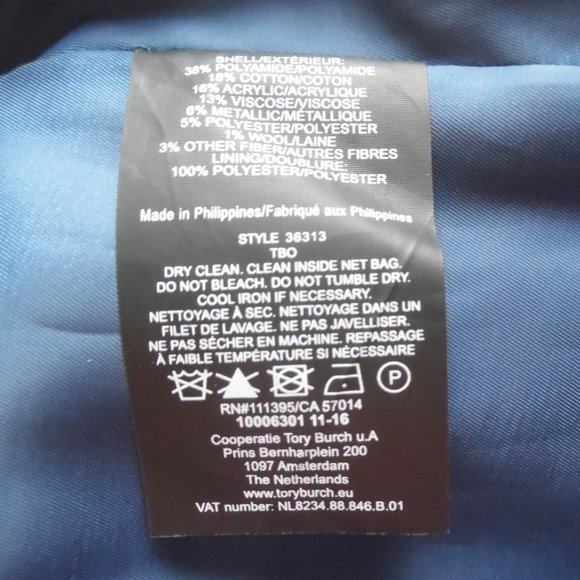 SHELL/EXTÉRIEUR:
38% POLYAMIDE/POLYAMIDE
18% COTTON/COTON
16% ACRYLIC/ACRYLIQUE
13% VISCOSE/VISCOSE
6% METALLIC/MÉTALLIQUE
5% POLYESTER/POLYESTER
1% WOOL/LAINE
3% OTHER FIBER/AUTRES FIBRES
LINING/DOUBLURE:
100% POLYESTER/POLYESTER
Made in Philippines/Fabriqué aux Philippines
STYLE 36313
TBO
DRY CLEAN. CLEAN INSIDE NET BAG.
DO NOT BLEACH. DO NOT TUMBLE DRY.
COOL IRON IF NECESSARY.
NETTOYAGE À SEC. NETTOYAGE DANS UN
FILET DE LAVAGE. NE PAS JAVELLISER.
NE PAS SÉCHER EN MACHINE. REPASSAGE
À FAIBLE TEMPÉRATURE SI NÉCESSAIRE
P
RN#111395/CA 57014
10006301 11-16
Cooperatie Tory Burch u.A
Prins Bernharplein 200
1097 Amsterdam
The Netherlands
www.toryburch.eu
VAT number: NL8234.88.846.B.01